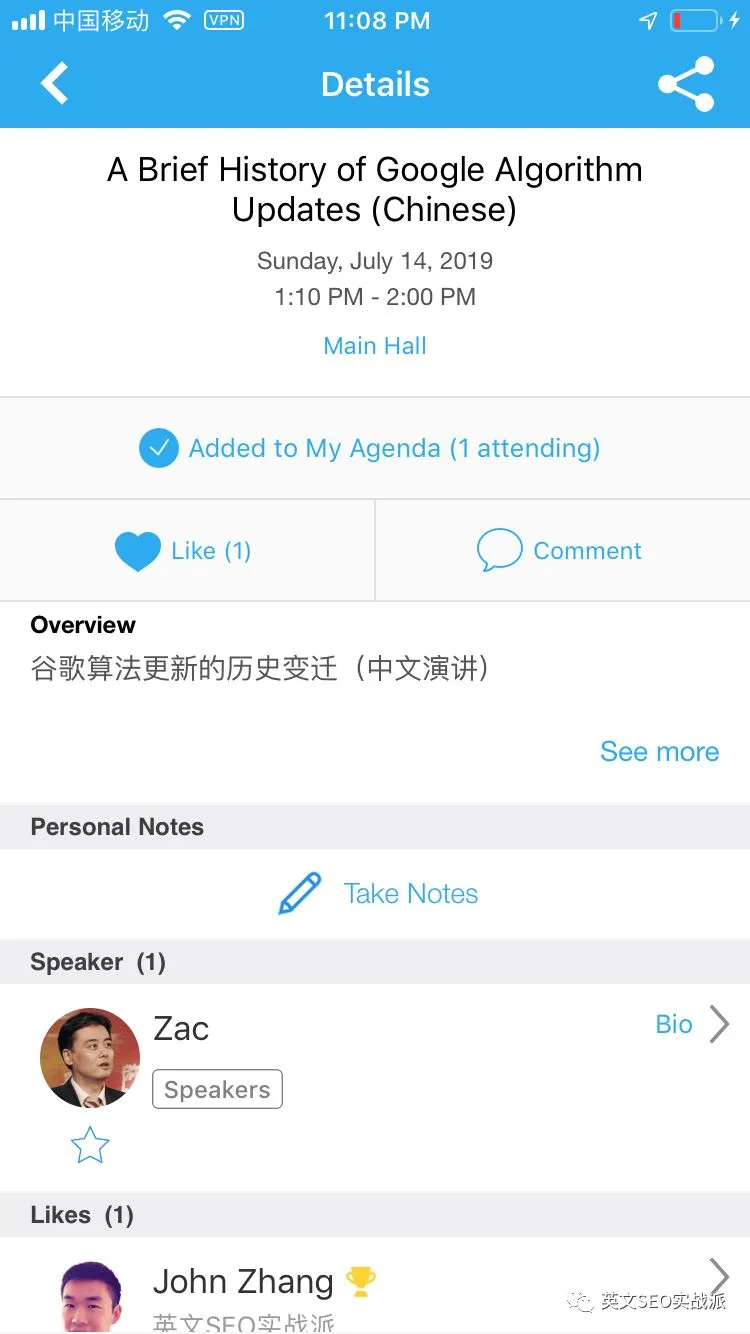 中国移动 VPN 11:08 PM
Details
A Brief History of Google Algorithm
Updates (Chinese)
Sunday, July 14, 2019
1:10 PM - 2:00 PM
Main Hall
Added to My Agenda (1 attending)
Like (1)
Comment
Overview
谷歌算法更新的历史变迁（中文演讲）
See more
Personal Notes
Take Notes
Speaker (1)
Zac
Bio
Speakers
Likes (1)
John Zhang
英文SEO实战派
英文SEO实战派